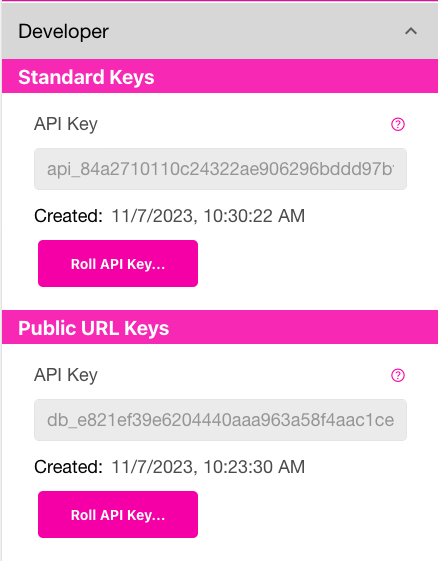 Developer
Standard Keys
API Key
?
api_84a2710110c24322ae906296bddd97b
Created: 11/7/2023, 10:30:22 AM
Roll API Key...
Public URL Keys
API Key
?
db_e821ef39e6204440aaa963a58f4aac1ce
Created: 11/7/2023, 10:23:30 AM
Roll API Key...